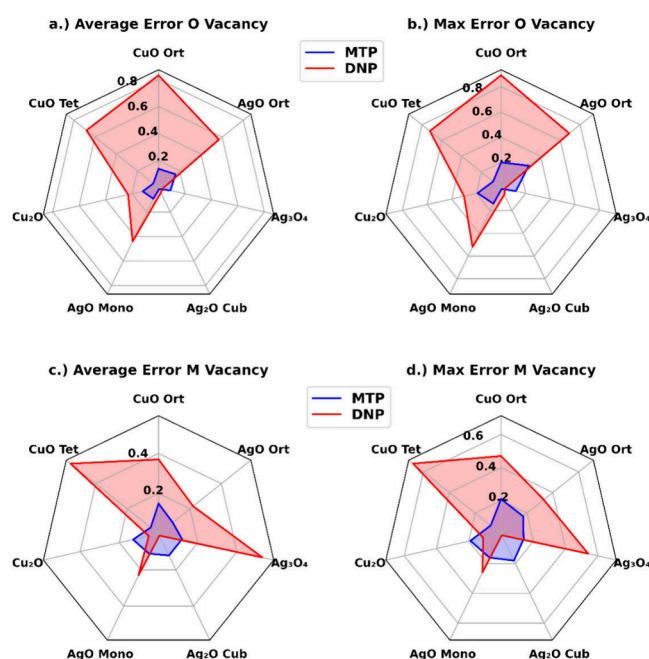 a.) Average Error O Vacancy
b.) Max Error O Vacancy
CuO Ort
MTP
DNP
CuO Ort
0.8
0.6
0.4
0.2
CuO Tet
AgO Ort
Cu₂O
Ag₃O₄
AgO Mono
Ag₂O Cub
0.8
0.6
0.4
0.2
CuO Tet
AgO Ort
Cu₂O
Ag₃O₄
AgO Mono
Ag₂O Cub
c.) Average Error M Vacancy
d.) Max Error M Vacancy
CuO Ort
MTP
DNP
CuO Ort
0.4
0.2
CuO Tet
AgO Ort
Cu₂O
Ag₃O₄
AgO Mono
Ag₂O Cub
0.6
0.4
0.2
CuO Tet
AgO Ort
Cu₂O
Ag₃O₄
AgO Mono
Ag₂O Cub